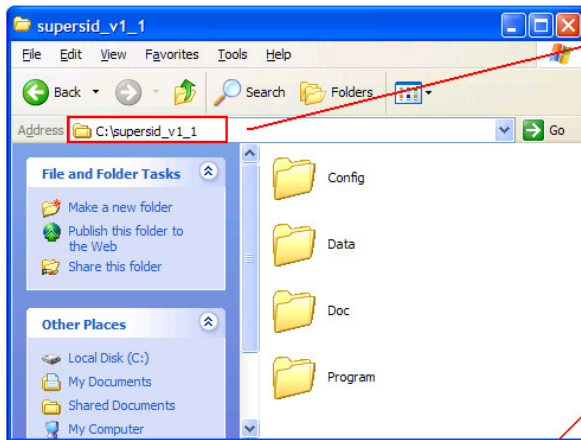 supersid_v1_1
File Edit View Favorites Tools Help
Back Search Folders
Address C:\supersid_v1_1 Go
File and Folder Tasks
Make a new folder
Publish this folder to
the Web
Share this folder
Other Places
Local Disk (C:)
My Documents
Shared Documents
My Computer
Config
Data
Doc
Program